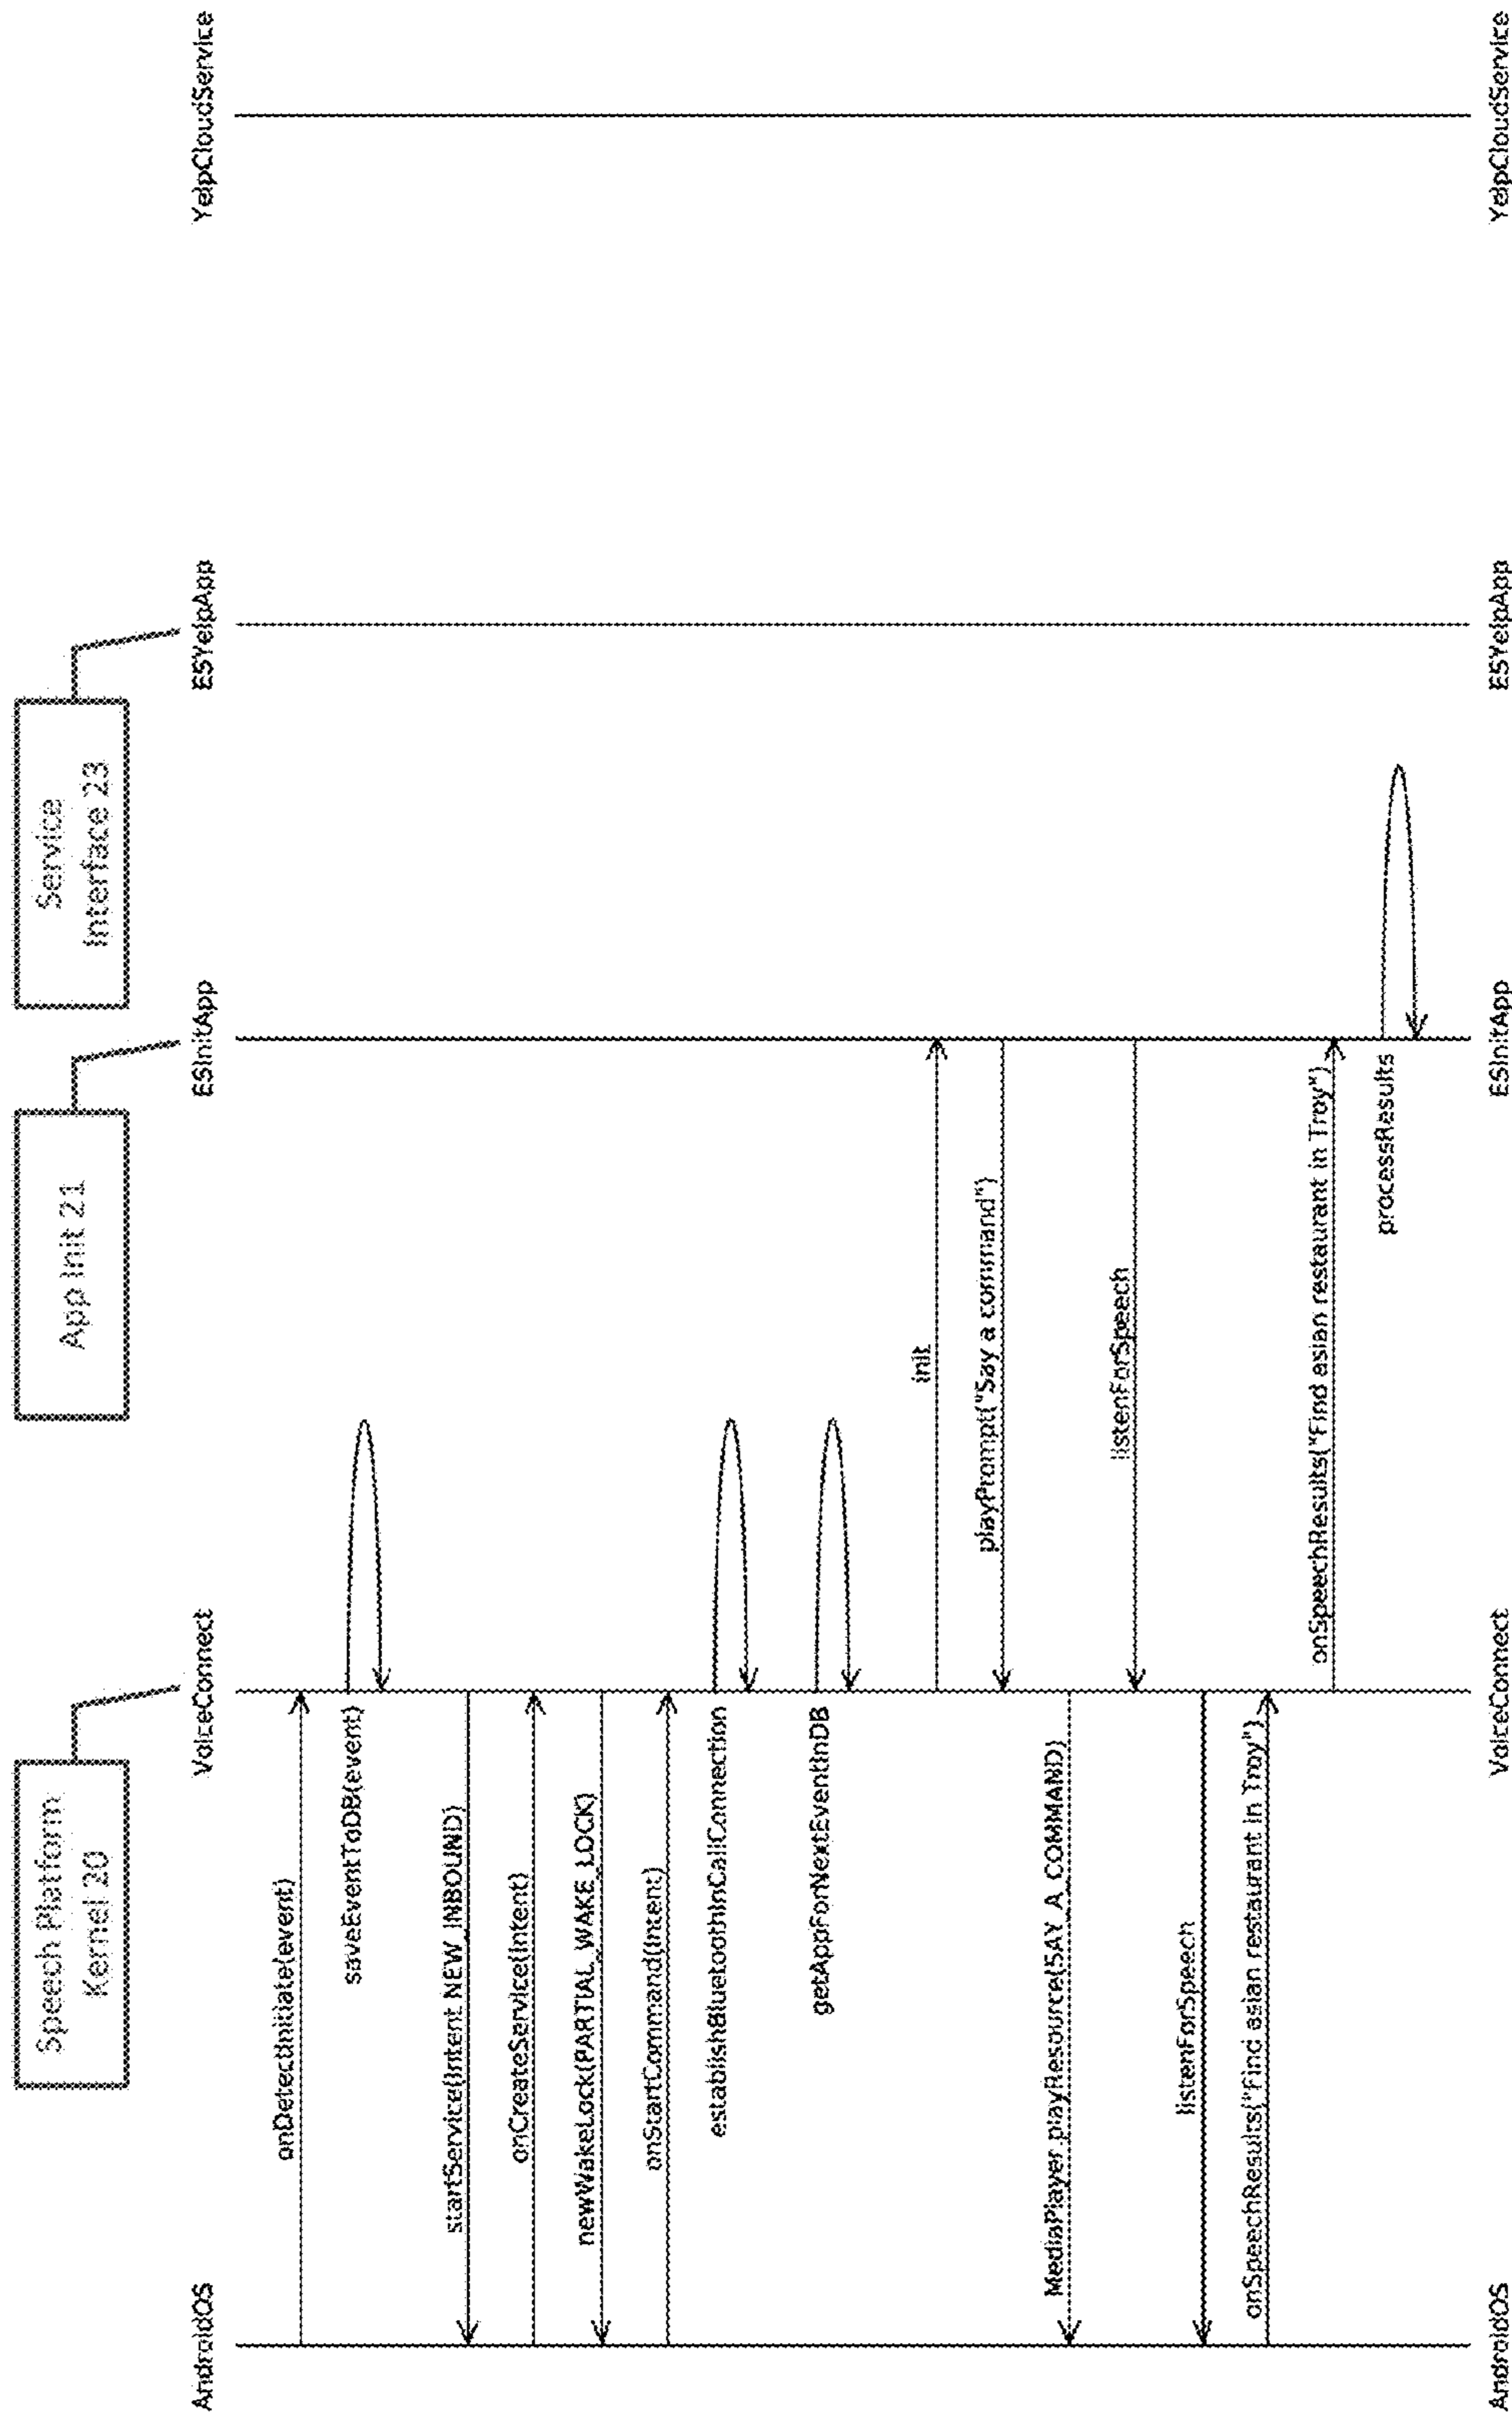 Speech Platform
Kernel 20
App Init 21
Service
Interface 23
AndroidOS
VoiceConnect
ESInitApp
ESYelpApp
YelpCloudService
onDetectInitiate(event)
saveEventToDB(event)
startService(Intent NEW_INBOUND)
onCreateService(Intent)
newWakeLock(PARTIAL_WAKE_LOCK)
onStartCommand(Intent)
establishBluetoothInCallConnection
getAppForNextEventInDB
init
playPrompt("Say a command")
MediaPlayer.playResource(SAY_A_COMMAND)
listenForSpeech
listenForSpeech
onSpeechResults("Find asian restaurant in Troy")
onSpeechResults("Find asian restaurant in Troy")
processResults
AndroidOS
VoiceConnect
ESInitApp
ESYelpApp
YelpCloudService